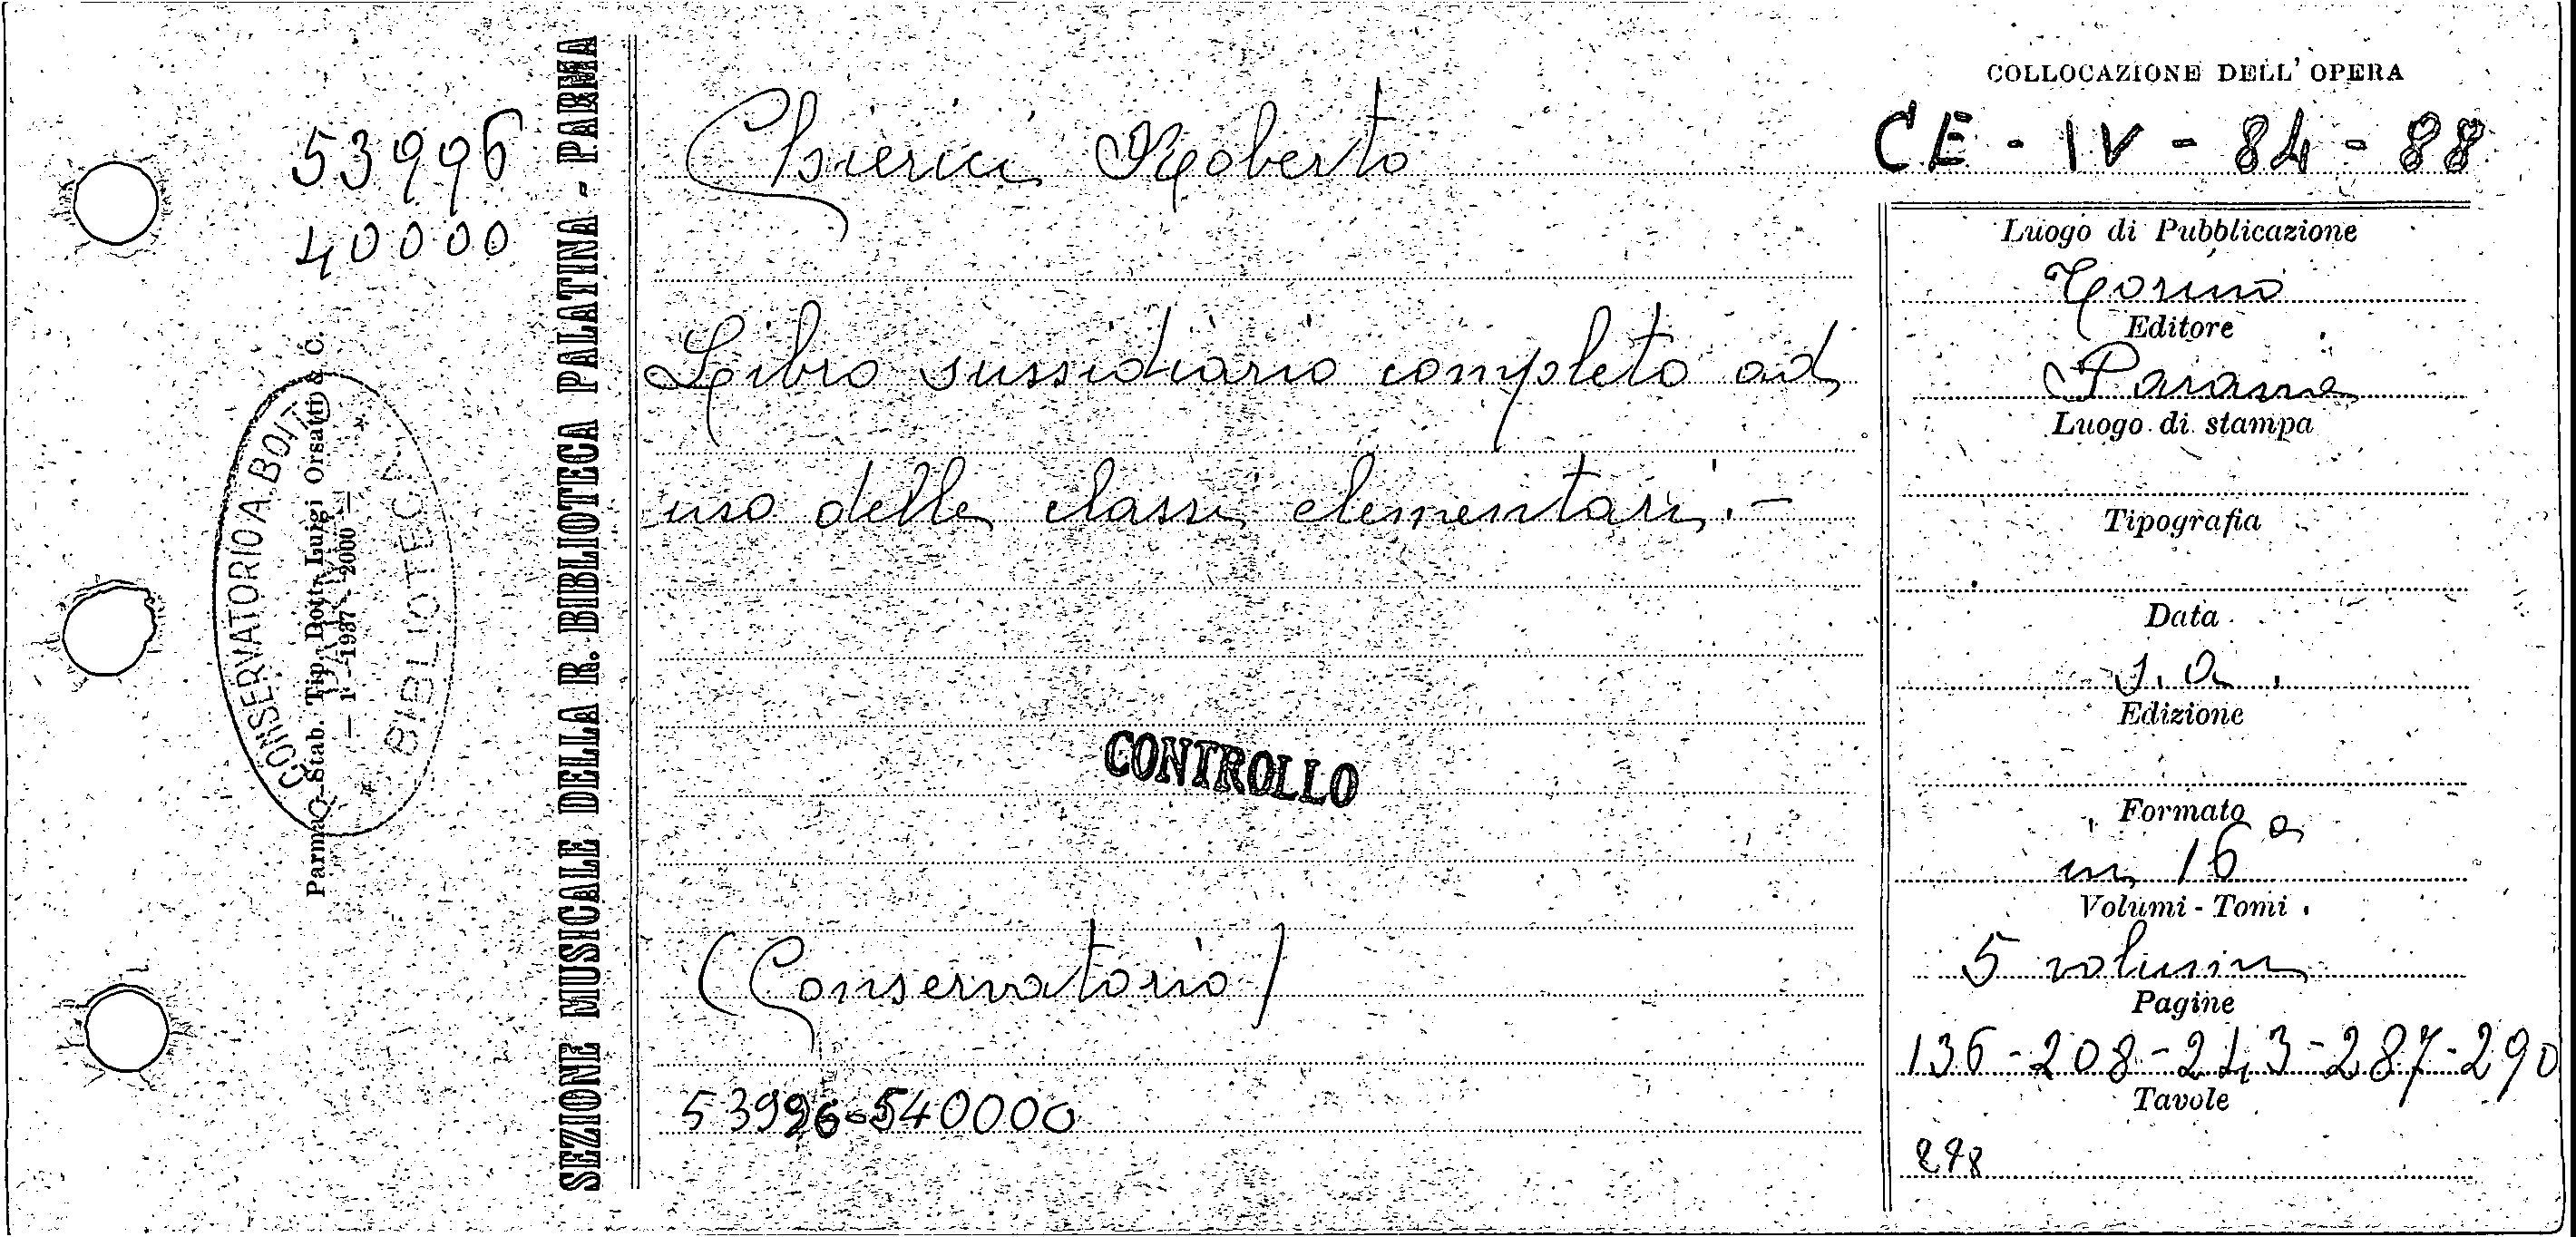 53996
40000
CONSERVATORIO A. BOITO
PARMA
BIBLIOTECA
Parma - Stab. Tip. Dott. Luigi Orsatti & C.
— 1 - 1937 - 2000 —
SEZIONE MUSICALE DELLA R. BIBLIOTECA PALATINA - PARMA
Chierici Roberto
Libro sussidiario completo ad
uso delle classi elementari. -
CONTROLLO
(Conservatorio)
53996-540000
COLLOCAZIONE DELL' OPERA
CE - IV - 84 - 88
Luogo di Pubblicazione
Torino
Editore
Luogo di stampa
Tipografia
Data
s. a.
Edizione
Formato
in 16°
Volumi - Tomi
5 volumi
Pagine
136 - 208 - 243 - 287 - 290
Tavole